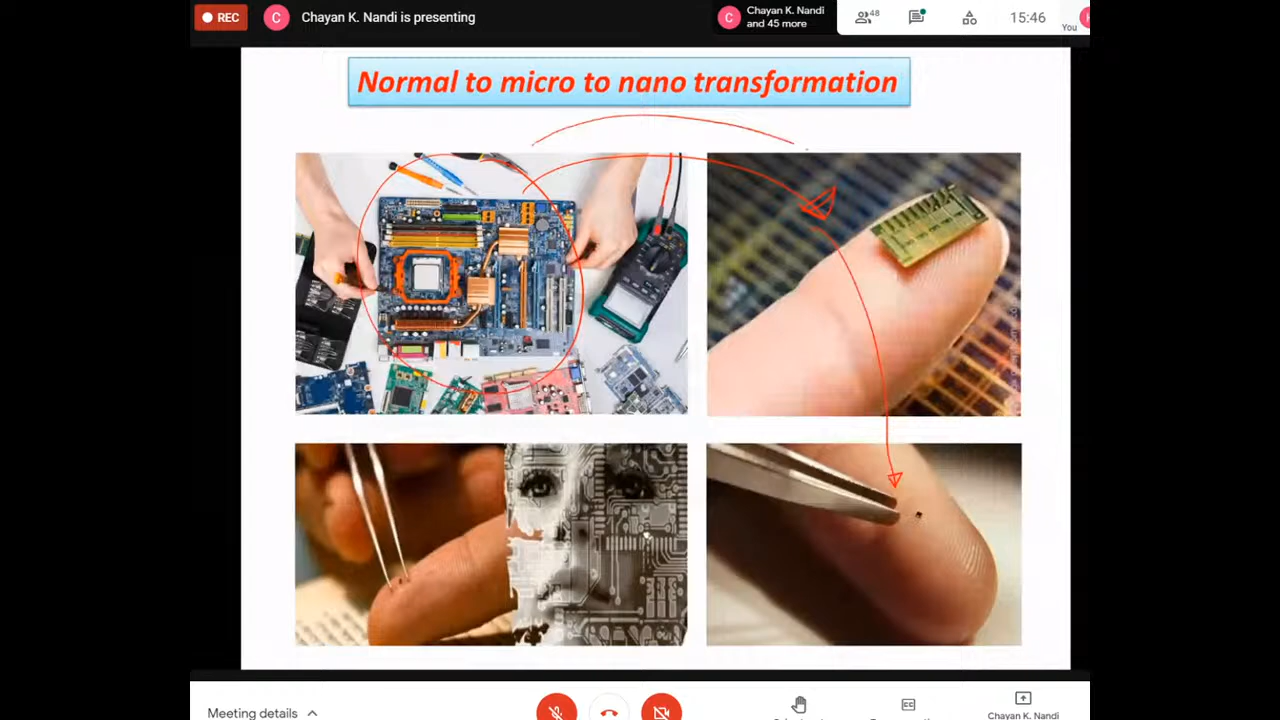 REC
C
Chayan K. Nandi is presenting
C
Chayan K. Nandi
and 45 more
48
15:46
You
Normal to micro to nano transformation
Meeting details
Chayan K. Nandi